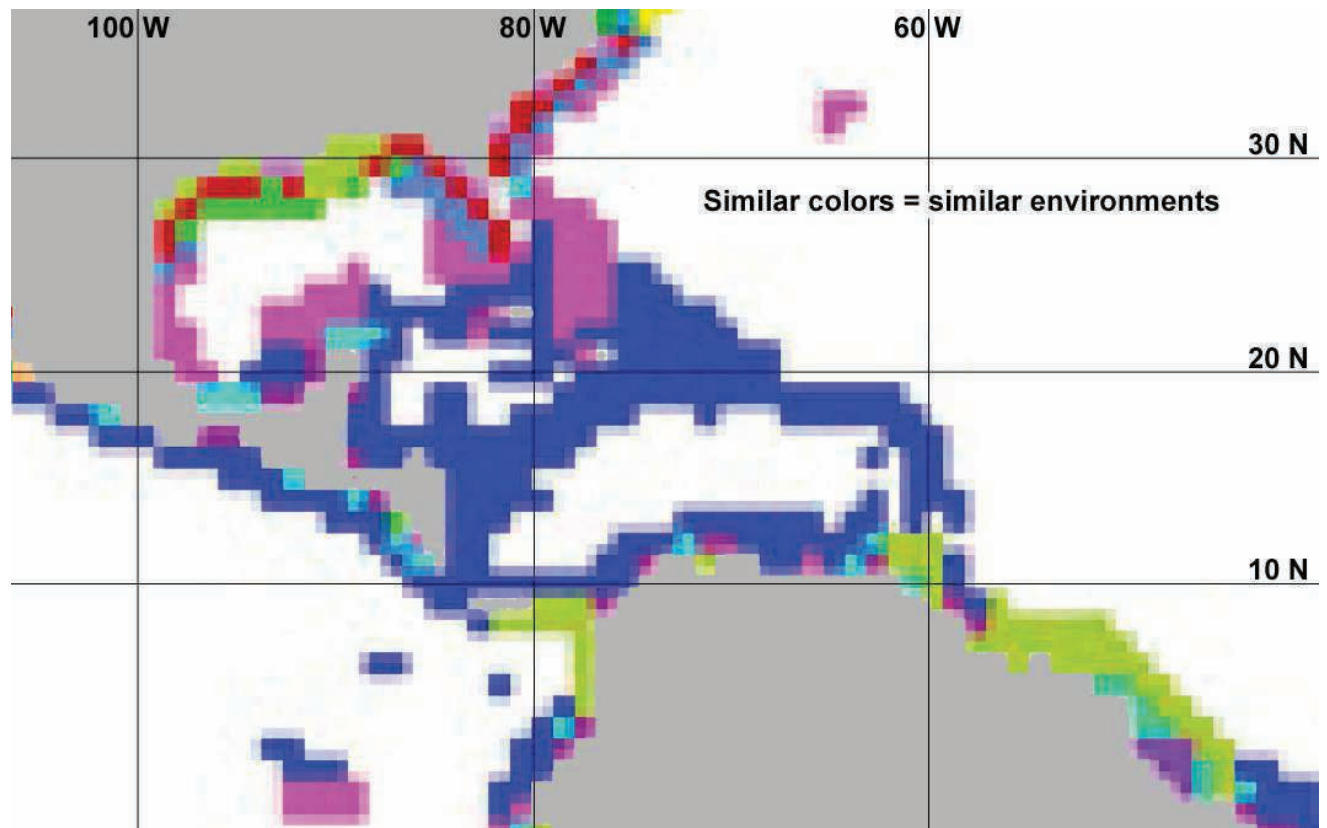 100 W 80 W 60 W
30 N
Similar colors = similar environments
20 N
10 N